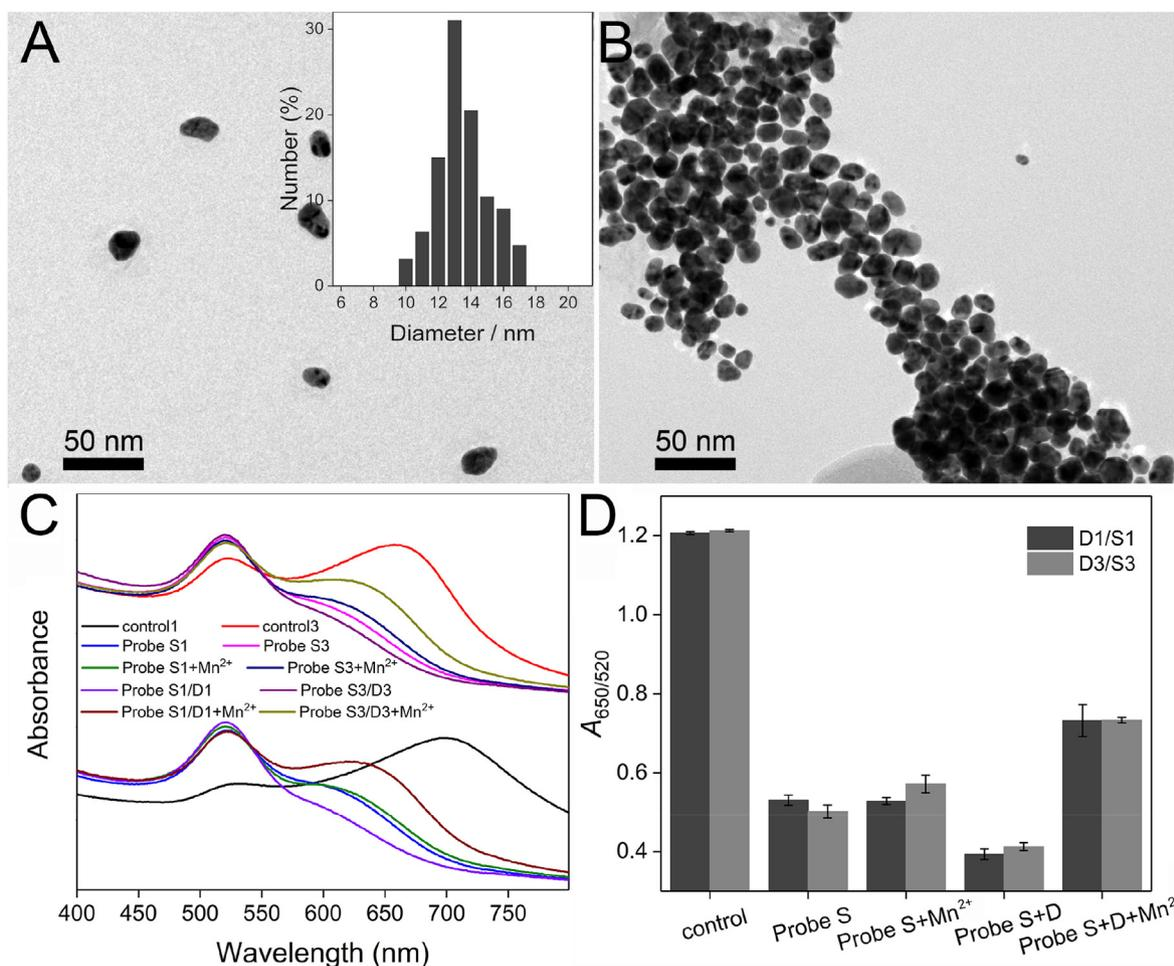 A
30
20
10
0
Number (%)
6 8 10 12 14 16 18 20
Diameter / nm
50 nm
B
50 nm
C
Absorbance
control1 control3
Probe S1 Probe S3
Probe S1+Mn²⁺ Probe S3+Mn²⁺
Probe S1/D1 Probe S3/D3
Probe S1/D1+Mn²⁺ Probe S3/D3+Mn²⁺
400 450 500 550 600 650 700 750
Wavelength (nm)
D
A650/520
1.2
1.0
0.8
0.6
0.4
D1/S1
D3/S3
control
Probe S
Probe S+Mn²⁺
Probe S+D
Probe S+D+Mn²